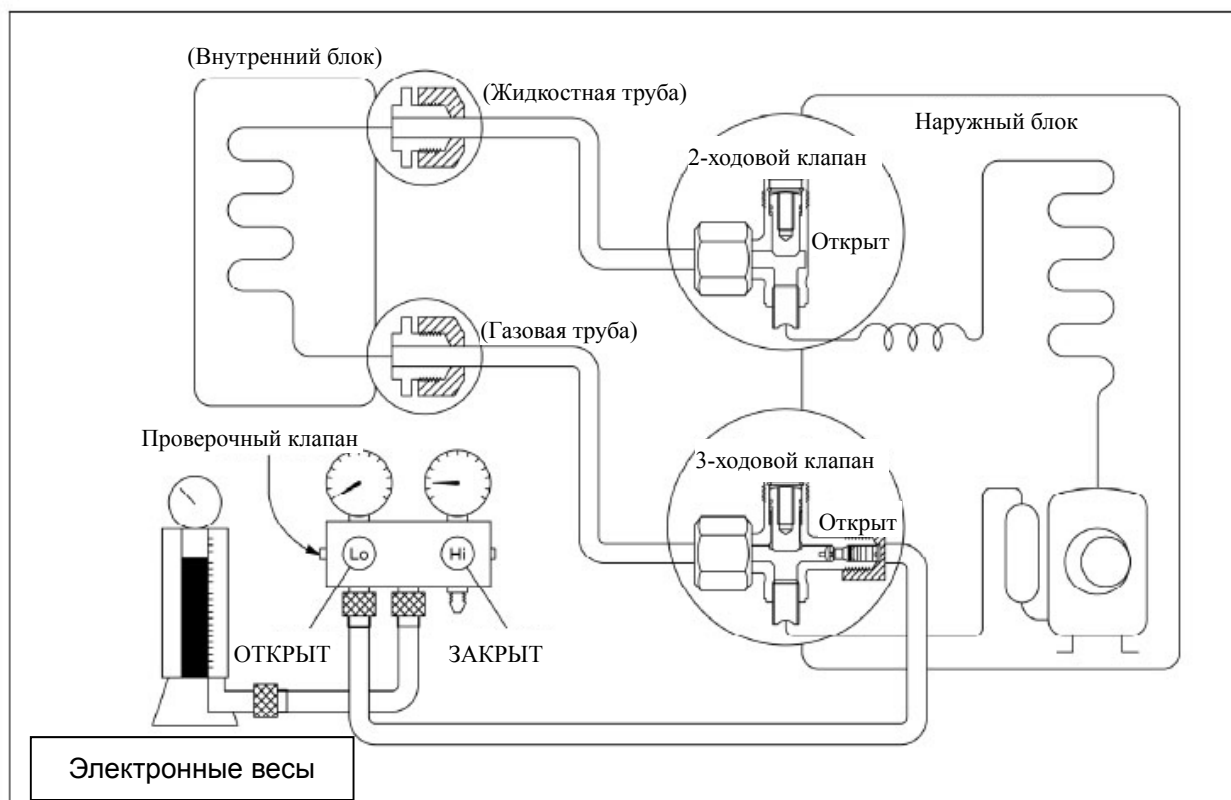 (Внутренний блок)
(Жидкостная труба)
Наружный блок
2-ходовой клапан
Открыт
(Газовая труба)
Проверочный клапан
3-ходовой клапан
Открыт
Lo
Hi
ОТКРЫТ
ЗАКРЫТ
Электронные весы